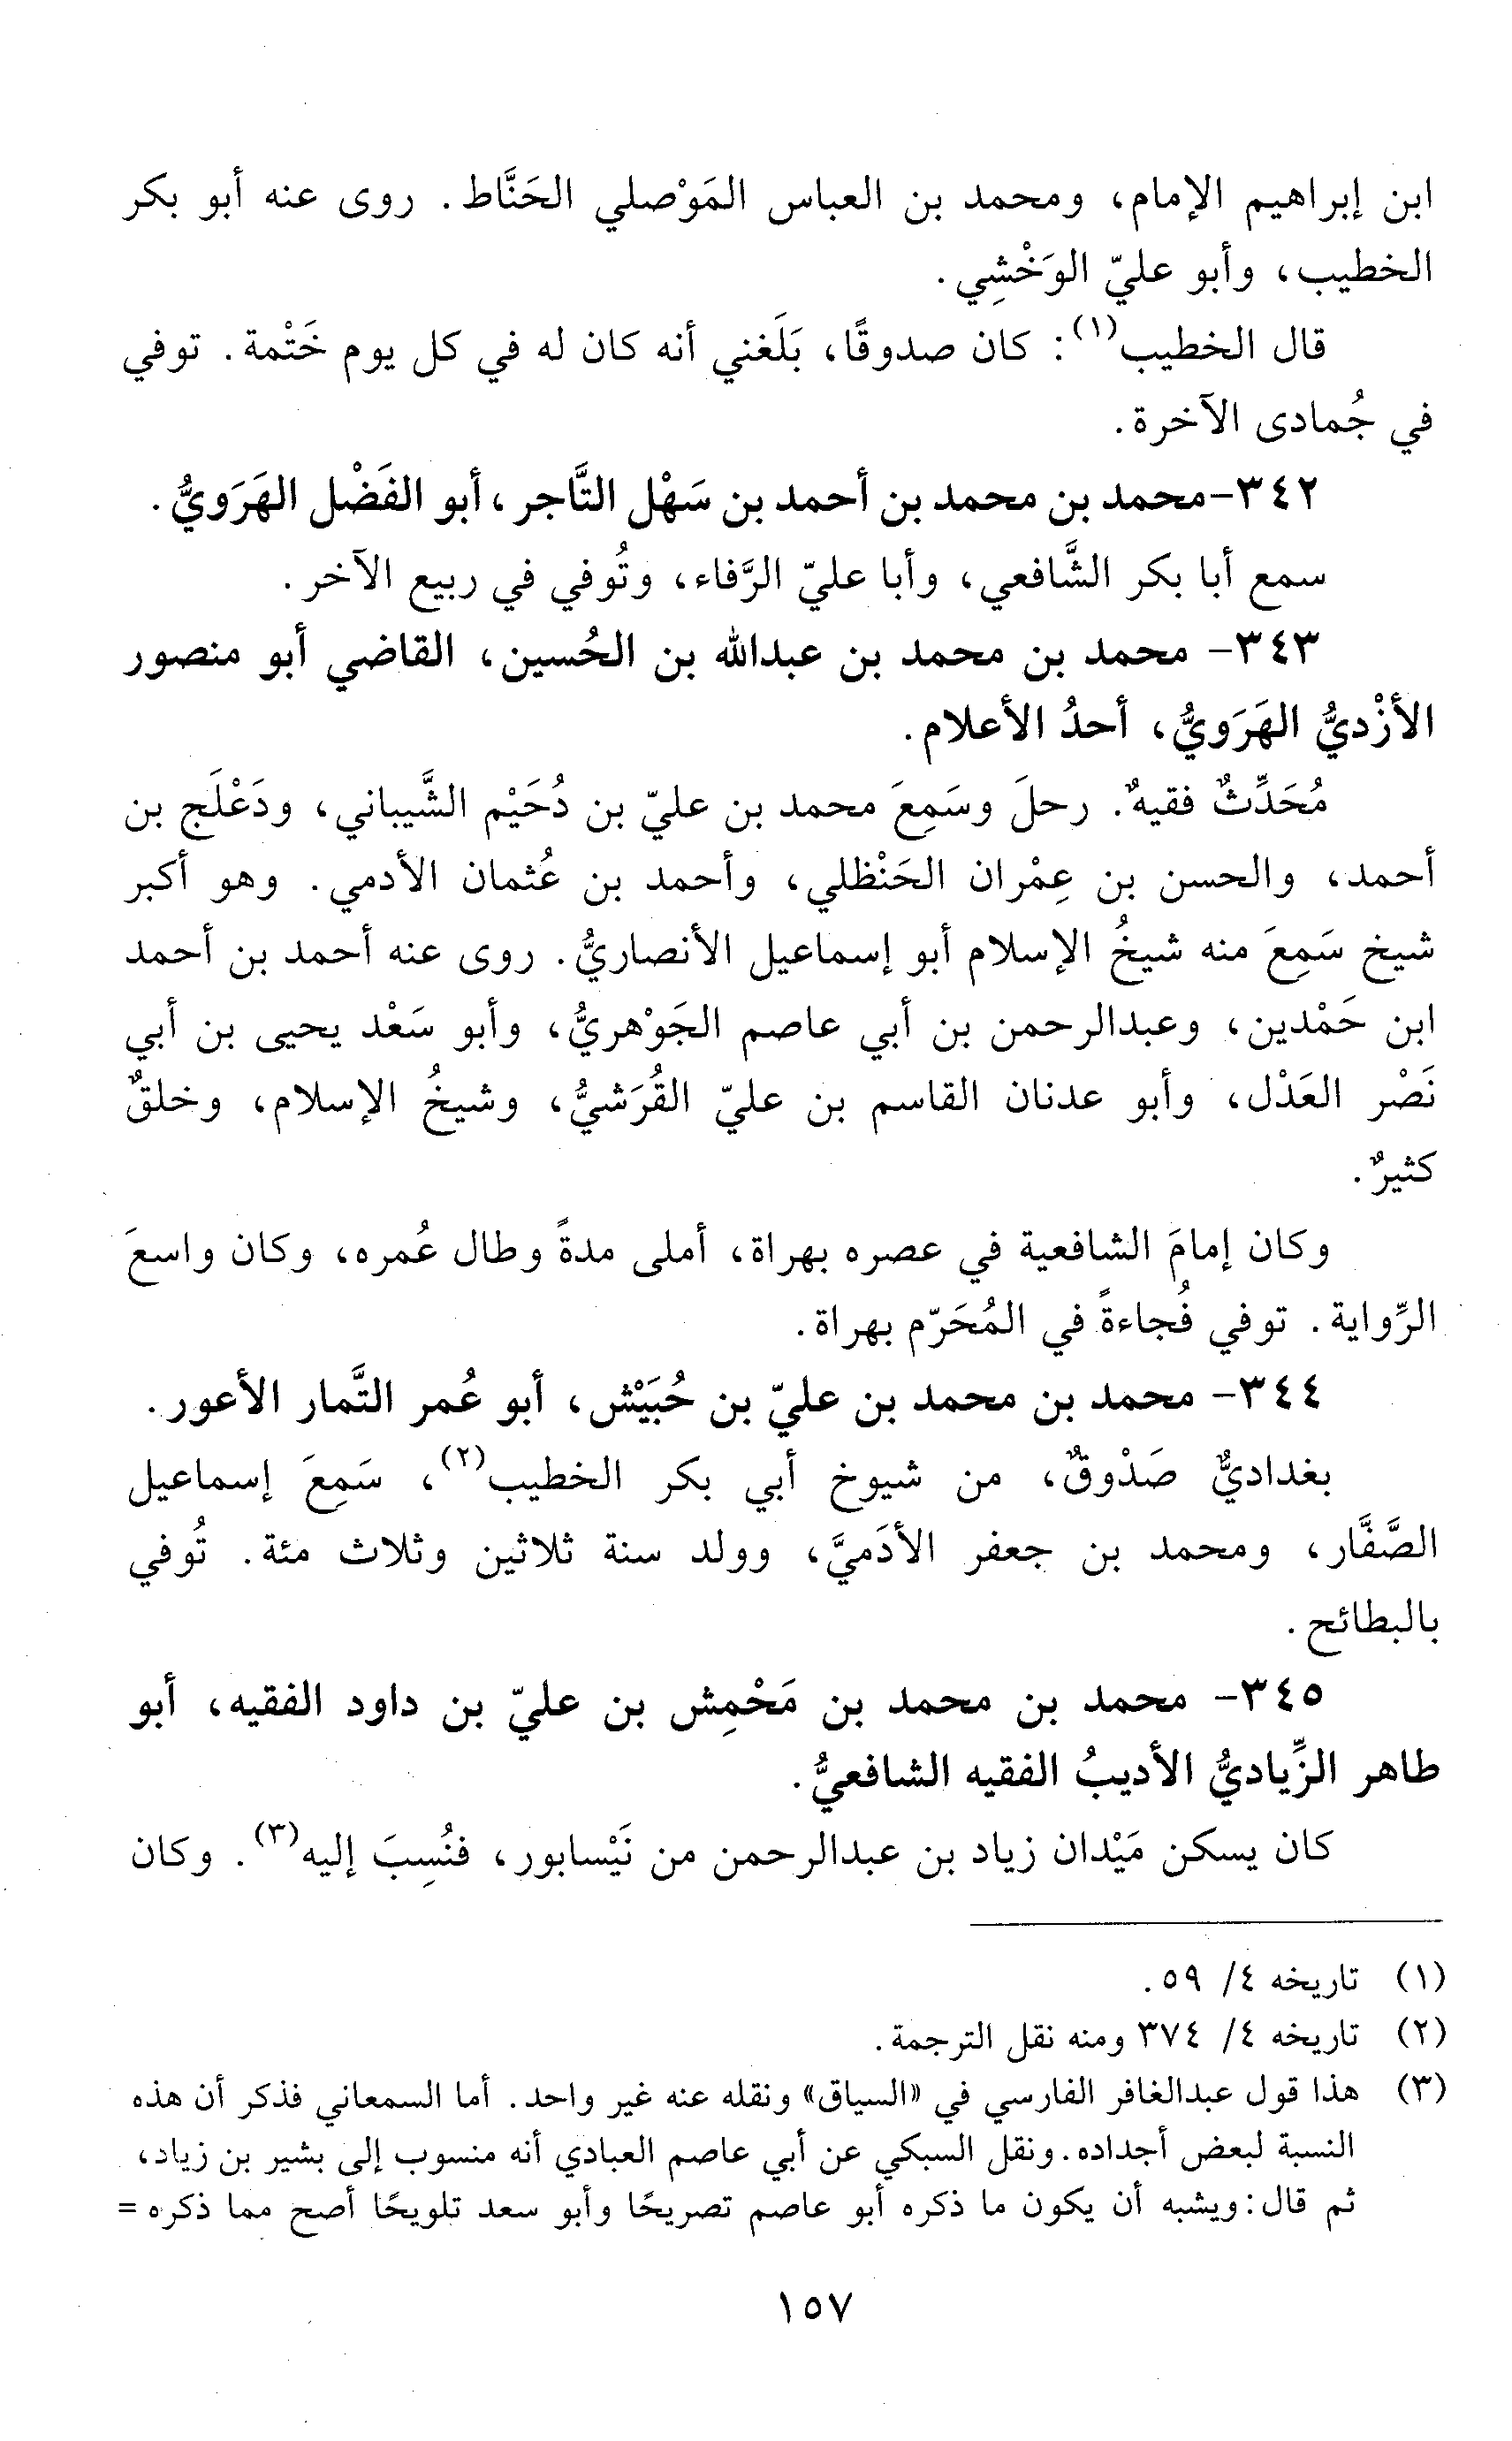 ابن إبراهيم الإمام، ومحمد بن العباس المَوْصلي الحَنَّاط. روى عنه أبو بكر
الخطيب، وأبو عليّ الوَخْشِي.
قال الخطيب(١): كان صدوقًا، بَلَغني أنه كان له في كل يوم خَتْمة. توفي
في جُمادى الآخرة.
٣٤٢-محمد بن محمد بن أحمد بن سَهْل التَّاجر، أبو الفَضْل الهَرَويُّ.
سمع أبا بكر الشَّافعي، وأبا عليّ الرَّفاء، وتُوفي في ربيع الآخر.
٣٤٣- محمد بن محمد بن عبدالله بن الحُسين، القاضي أبو منصور
الأزْديُّ الهَرَويُّ، أحدُ الأعلام.
مُحَدِّثٌ فقيهٌ. رحلَ وسَمِعَ محمد بن عليّ بن دُحَيْم الشَّيباني، ودَعْلَج بن
أحمد، والحسن بن عِمْران الحَنْظلي، وأحمد بن عُثمان الأدمي. وهو أكبر
شيخ سَمِعَ منه شيخُ الإسلام أبو إسماعيل الأنصاريُّ. روى عنه أحمد بن أحمد
ابن حَمْدين، وعبدالرحمن بن أبي عاصم الجَوْهريُّ، وأبو سَعْد يحيى بن أبي
نَصْر العَدْل، وأبو عدنان القاسم بن عليّ القُرَشيُّ، وشيخُ الإسلام، وخلقٌ
كثيرٌ.
وكان إمامَ الشافعية في عصره بهراة، أملى مدةً وطال عُمره، وكان واسعَ
الرِّواية. توفي فُجاءةً في المُحَرّم بهراة.
٣٤٤- محمد بن محمد بن عليّ بن حُبَيْش، أبو عُمر التَّمار الأعور.
بغداديٌّ صَدْوقٌ، من شيوخ أبي بكر الخطيب(٢)، سَمِعَ إسماعيل
الصَّفَّار، ومحمد بن جعفر الأدَميَّ، وولد سنة ثلاثين وثلاث مئة. تُوفي
بالبطائح.
٣٤٥- محمد بن محمد بن مَحْمِش بن عليّ بن داود الفقيه، أبو
طاهر الزِّياديُّ الأديبُ الفقيه الشافعيُّ.
كان يسكن مَيْدان زياد بن عبدالرحمن من نَيْسابور، فنُسِبَ إليه(٣). وكان
(١) تاريخه ٤/ ٥٩.
(٢) تاريخه ٤/ ٣٧٤ ومنه نقل الترجمة.
(٣) هذا قول عبدالغافر الفارسي في «السياق» ونقله عنه غير واحد. أما السمعاني فذكر أن هذه
النسبة لبعض أجداده. ونقل السبكي عن أبي عاصم العبادي أنه منسوب إلى بشير بن زياد،
ثم قال: ويشبه أن يكون ما ذكره أبو عاصم تصريحًا وأبو سعد تلويحًا أصح مما ذكره =
١٥٧